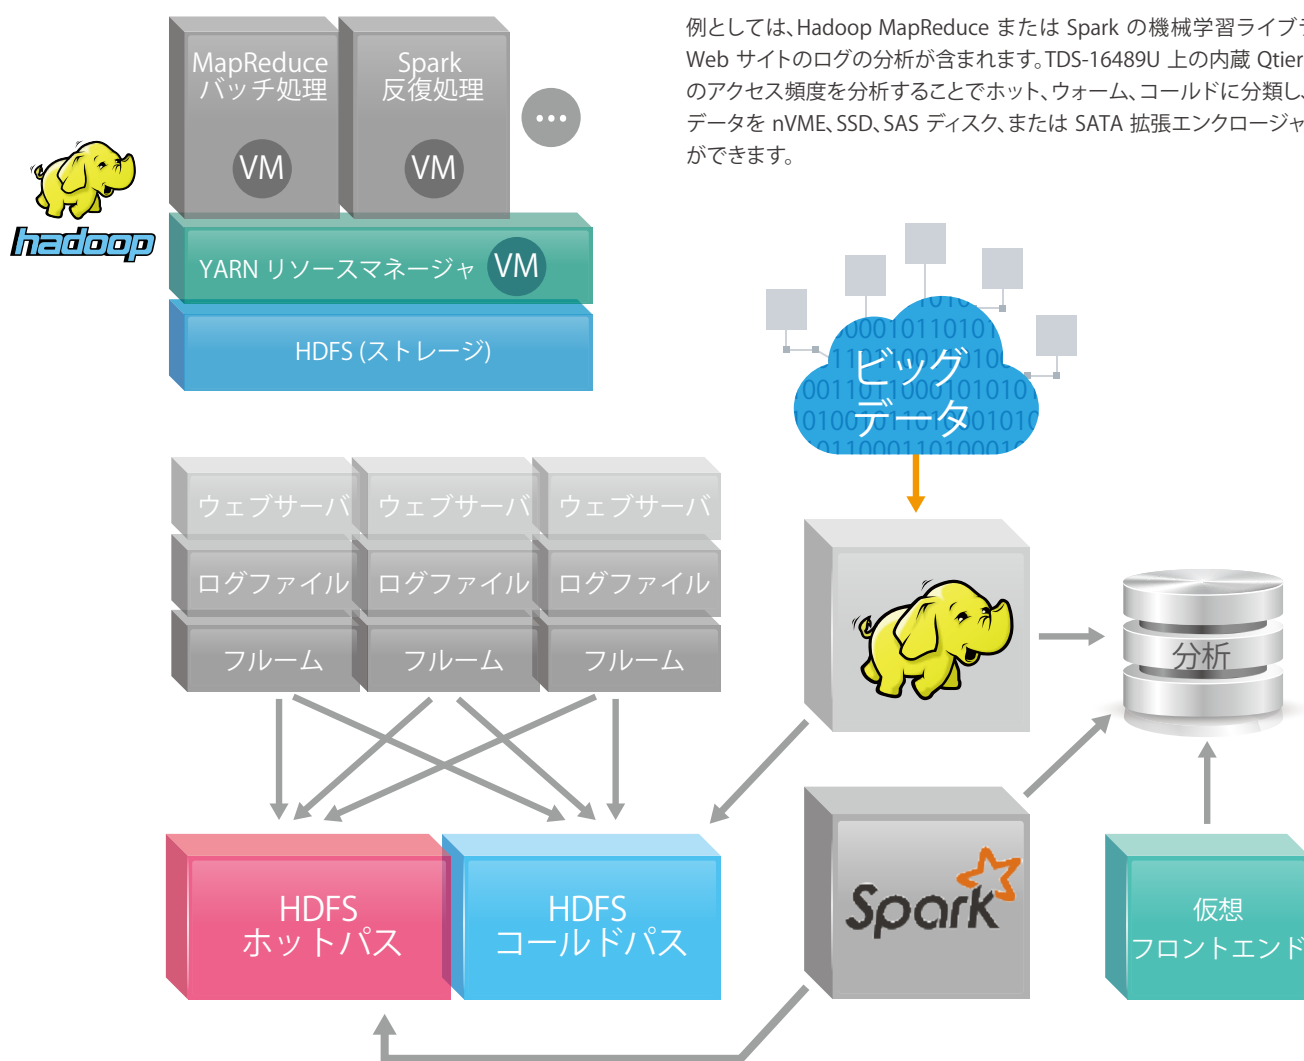 例としては、Hadoop MapReduce または Spark の機械学習ライブラ
Web サイトのログの分析が含まれます。TDS-16489U 上の内蔵 Qtier
のアクセス頻度を分析することでホット、ウォーム、コールドに分類し、
データを nVME、SSD、SAS ディスク、または SATA 拡張エンクロージャ
ができます。
MapReduce
バッチ処理
VM
Spark
反復処理
VM
hadoop
YARN リソースマネージャ VM
HDFS (ストレージ)
ビッグ
データ
ウェブサーバ ウェブサーバ ウェブサーバ
ログファイル ログファイル ログファイル
フルーム フルーム フルーム
分析
HDFS
ホットパス
HDFS
コールドパス
Spark
仮想
フロントエンド